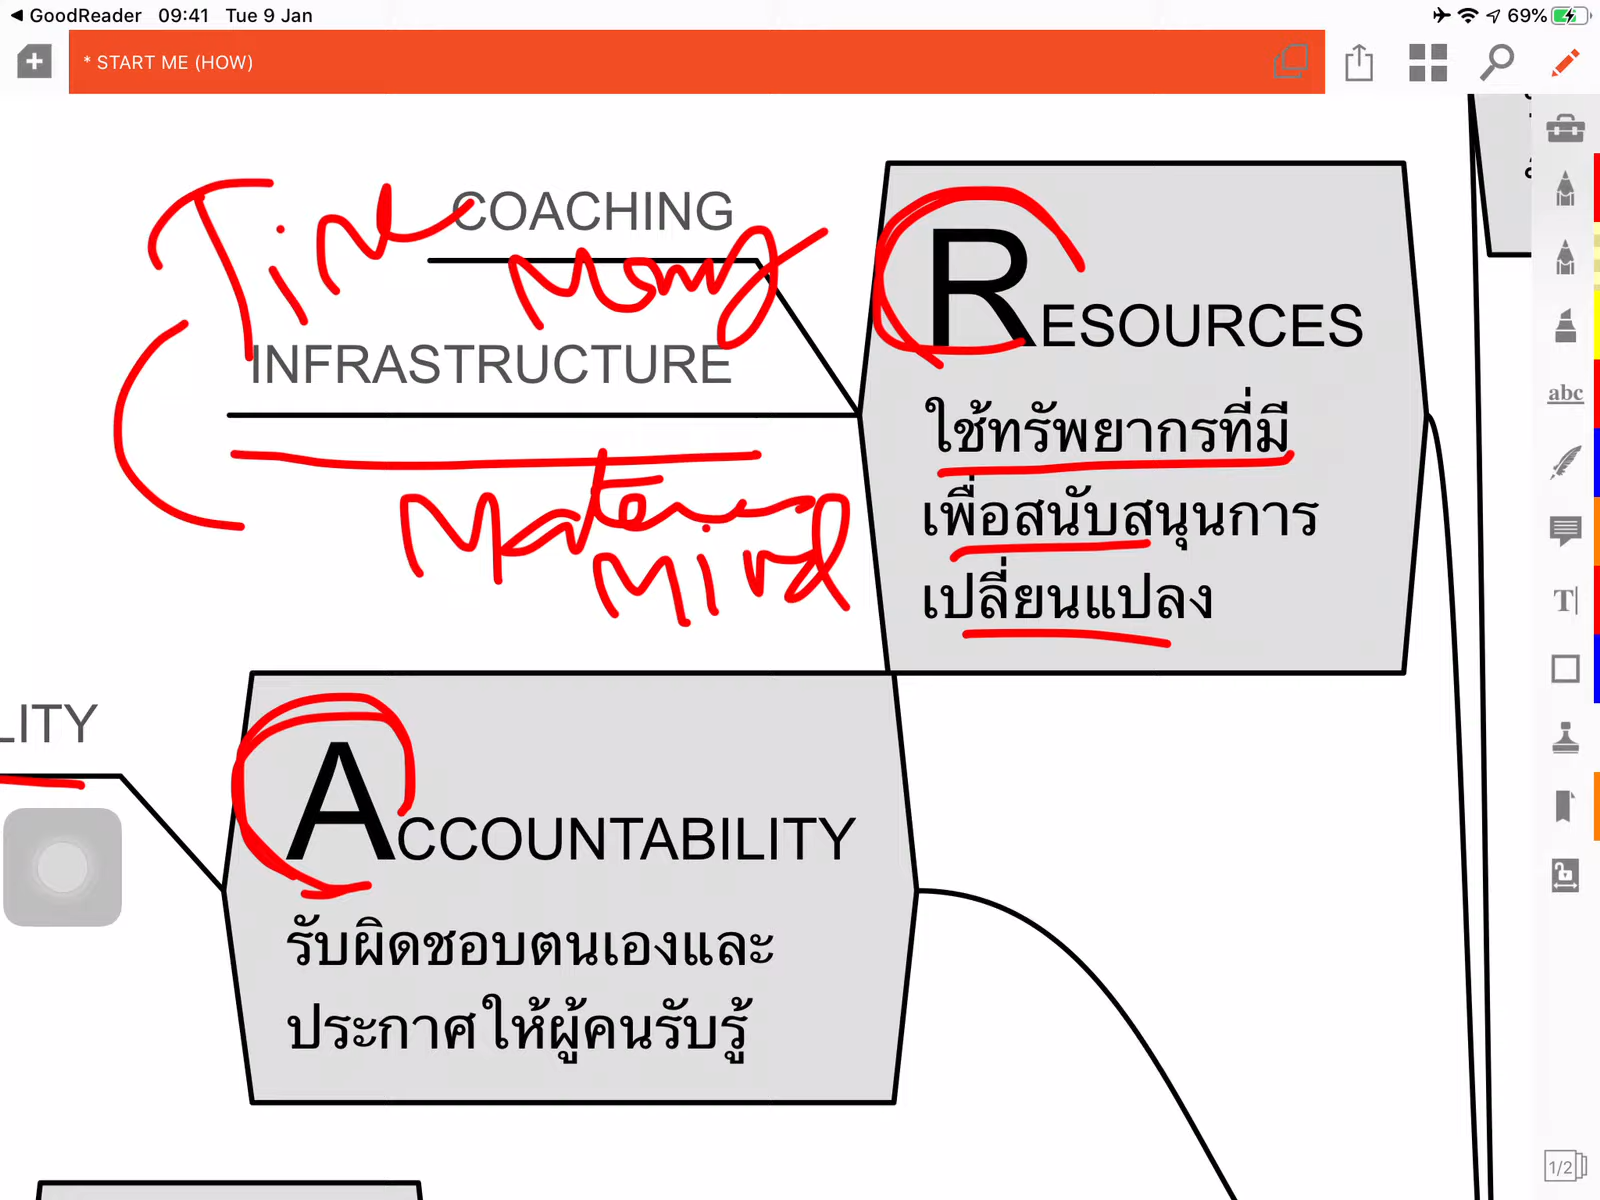 GoodReader 09:41 Tue 9 Jan 69%
* START ME (HOW)
COACHING
Time
Money
INFRASTRUCTURE
Material
Mind
RESOURCES
ใช้ทรัพยากรที่มี
เพื่อสนับสนุนการ
เปลี่ยนแปลง
LITY
ACCOUNTABILITY
รับผิดชอบตนเองและ
ประกาศให้ผู้คนรับรู้
abc
T
1/2